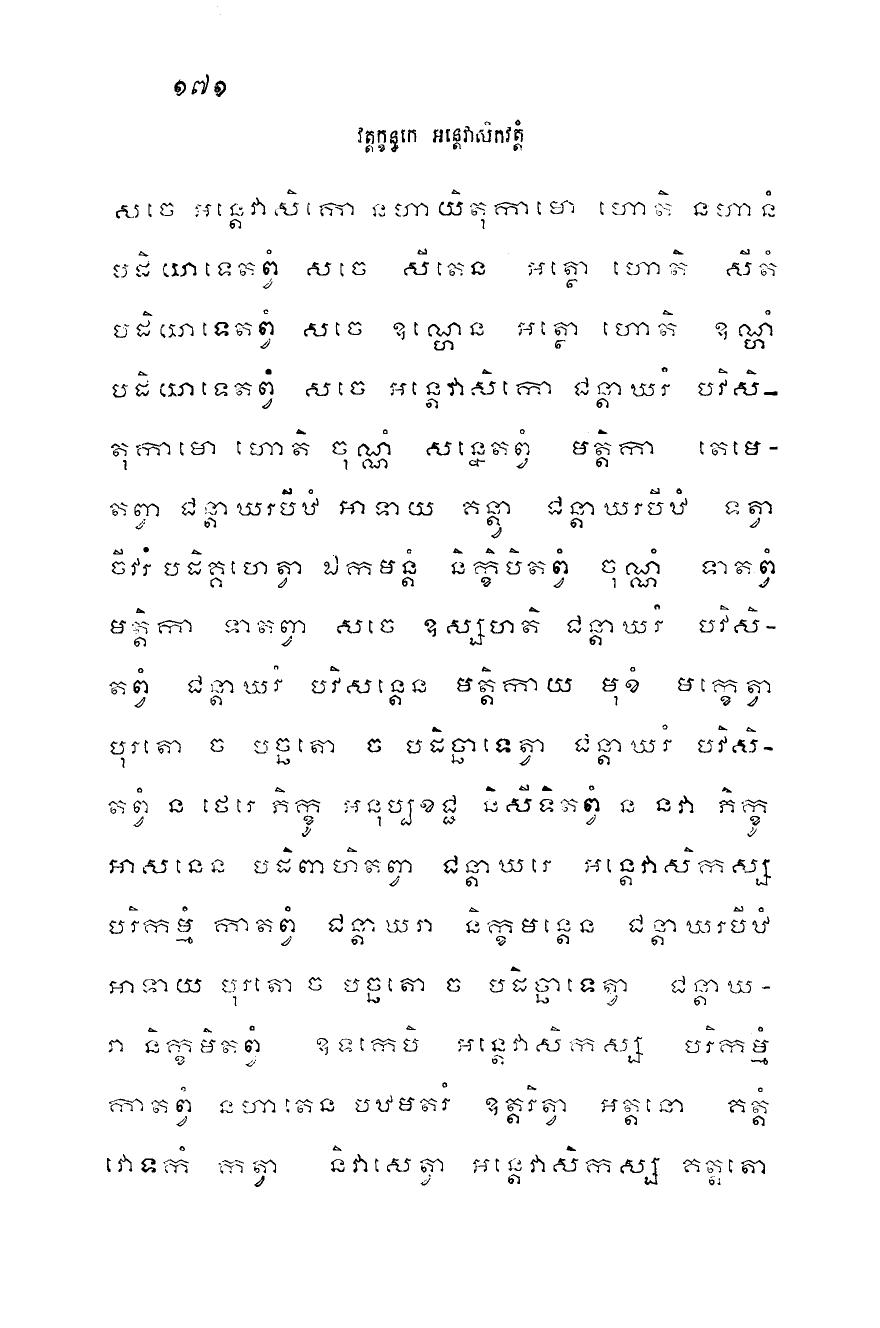 ១៧១
វត្តក្ខន្ធកេ អន្តេវាសិកវត្តំ
សចេ អន្តេវាសិកោ នហាយិតុកាមោ ហោតិ នហានំ
បដិយាទេតព្វំ សចេ សីតេន អត្ថោ ហោតិ សីតំ
បដិយាទេតព្វំ សចេ ឧណ្ហេន អត្ថោ ហោតិ ឧណ្ហំ
បដិយាទេតព្វំ សចេ អន្តេវាសិកោ ជន្តាឃរំ បវិសិ-
តុកាមោ ហោតិ ចុណ្ណំ សន្នេតព្វំ មត្តិកា តេមេ-
តព្វា ជន្តាឃរបីឋំ អាទាយ គន្ត្វា ជន្តាឃរបីឋំ ទត្វា
ចីវរំ បដិគ្គហេត្វា ឯកមន្តំ និក្ខិបិតព្វំ ចុណ្ណំ ទាតព្វំ
មត្តិកា ទាតព្វា សចេ ឧស្សហតិ ជន្តាឃរំ បវិសិ-
តព្វំ ជន្តាឃរំ បវិសន្តេន មត្តិកាយ មុខំ មក្ខេត្វា
បុរតោ ច បច្ឆតោ ច បដិច្ឆាទេត្វា ជន្តាឃរំ បវិសិ-
តព្វំ ន ថេរេ ភិក្ខូ អនុប្បខជ្ជ និសីទិតព្វំ ន នវា ភិក្ខូ
អាសនេន បដិពាហិតព្វា ជន្តាឃរេ អន្តេវាសិកស្ស
បរិកម្មំ កាតព្វំ ជន្តាឃរា និក្ខមន្តេន ជន្តាឃរបីឋំ
អាទាយ បុរតោ ច បច្ឆតោ ច បដិច្ឆាទេត្វា ជន្តាឃ-
រា និក្ខមិតព្វំ ឧទកេបិ អន្តេវាសិកស្ស បរិកម្មំ
កាតព្វំ នហាតេន បឋមតរំ ឧត្តរិត្វា អត្តនោ គត្តំ
វោទកំ កត្វា និវាសេត្វា អន្តេវាសិកស្ស គត្តតោ